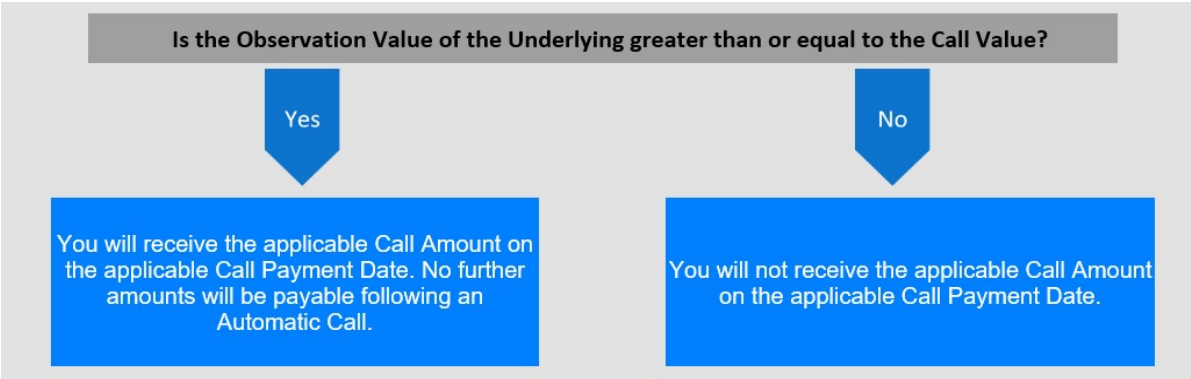 Is the Observation Value of the Underlying greater than or equal to the Call Value?
Yes
No
You will receive the applicable Call Amount on
the applicable Call Payment Date. No further
amounts will be payable following an
Automatic Call.
You will not receive the applicable Call Amount
on the applicable Call Payment Date.